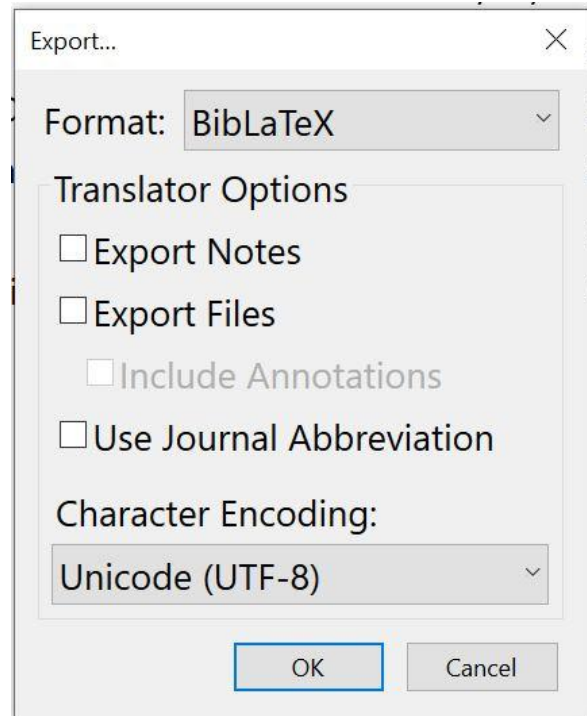 Export...
Format: BibLaTeX
Translator Options
Export Notes
Export Files
Include Annotations
Use Journal Abbreviation
Character Encoding:
Unicode (UTF-8)
OK Cancel